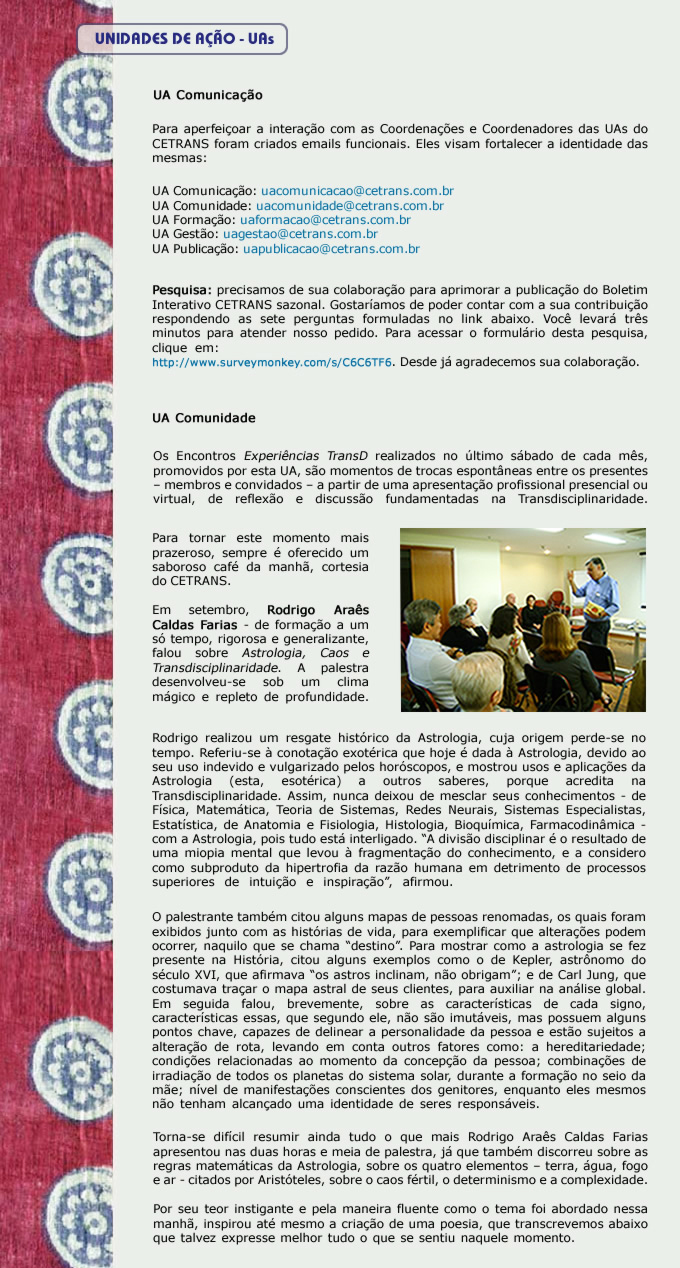 UNIDADES DE AÇÃO - UAs
UA Comunicação
Para aperfeiçoar a interação com as Coordenações e Coordenadores das UAs do
CETRANS foram criados emails funcionais. Eles visam fortalecer a identidade das
mesmas:
UA Comunicação: uacomunicacao@cetrans.com.br
UA Comunidade: uacomunidade@cetrans.com.br
UA Formação: uaformacao@cetrans.com.br
UA Gestão: uagestao@cetrans.com.br
UA Publicação: uapublicacao@cetrans.com.br
Pesquisa: precisamos de sua colaboração para aprimorar a publicação do Boletim
Interativo CETRANS sazonal. Gostaríamos de poder contar com a sua contribuição
respondendo as sete perguntas formuladas no link abaixo. Você levará três
minutos para atender nosso pedido. Para acessar o formulário desta pesquisa,
clique em:
http://www.surveymonkey.com/s/C6C6TF6. Desde já agradecemos sua colaboração.
UA Comunidade
Os Encontros Experiências TransD realizados no último sábado de cada mês,
promovidos por esta UA, são momentos de trocas espontâneas entre os presentes
– membros e convidados – a partir de uma apresentação profissional presencial ou
virtual, de reflexão e discussão fundamentadas na Transdisciplinaridade.
Para tornar este momento mais
prazeroso, sempre é oferecido um
saboroso café da manhã, cortesia
do CETRANS.
Em setembro, Rodrigo Araês
Caldas Farias - de formação a um
só tempo, rigorosa e generalizante,
falou sobre Astrologia, Caos e
Transdisciplinaridade. A palestra
desenvolveu-se sob um clima
mágico e repleto de profundidade.
Rodrigo realizou um resgate histórico da Astrologia, cuja origem perde-se no
tempo. Referiu-se à conotação exotérica que hoje é dada à Astrologia, devido ao
seu uso indevido e vulgarizado pelos horóscopos, e mostrou usos e aplicações da
Astrologia (esta, esotérica) a outros saberes, porque acredita na
Transdisciplinaridade. Assim, nunca deixou de mesclar seus conhecimentos - de
Física, Matemática, Teoria de Sistemas, Redes Neurais, Sistemas Especialistas,
Estatística, de Anatomia e Fisiologia, Histologia, Bioquímica, Farmacodinâmica -
com a Astrologia, pois tudo está interligado. “A divisão disciplinar é o resultado de
uma miopia mental que levou à fragmentação do conhecimento, e a considero
como subproduto da hipertrofia da razão humana em detrimento de processos
superiores de intuição e inspiração”, afirmou.
O palestrante também citou alguns mapas de pessoas renomadas, os quais foram
exibidos junto com as histórias de vida, para exemplificar que alterações podem
ocorrer, naquilo que se chama “destino”. Para mostrar como a astrologia se fez
presente na História, citou alguns exemplos como o de Kepler, astrônomo do
século XVI, que afirmava “os astros inclinam, não obrigam”; e de Carl Jung, que
costumava traçar o mapa astral de seus clientes, para auxiliar na análise global.
Em seguida falou, brevemente, sobre as características de cada signo,
características essas, que segundo ele, não são imutáveis, mas possuem alguns
pontos chave, capazes de delinear a personalidade da pessoa e estão sujeitos a
alteração de rota, levando em conta outros fatores como: a hereditariedade;
condições relacionadas ao momento da concepção da pessoa; combinações de
irradiação de todos os planetas do sistema solar, durante a formação no seio da
mãe; nível de manifestações conscientes dos genitores, enquanto eles mesmos
não tenham alcançado uma identidade de seres responsáveis.
Torna-se difícil resumir ainda tudo o que mais Rodrigo Araês Caldas Farias
apresentou nas duas horas e meia de palestra, já que também discorreu sobre as
regras matemáticas da Astrologia, sobre os quatro elementos – terra, água, fogo
e ar - citados por Aristóteles, sobre o caos fértil, o determinismo e a complexidade.
Por seu teor instigante e pela maneira fluente como o tema foi abordado nessa
manhã, inspirou até mesmo a criação de uma poesia, que transcrevemos abaixo
que talvez expresse melhor tudo o que se sentiu naquele momento.